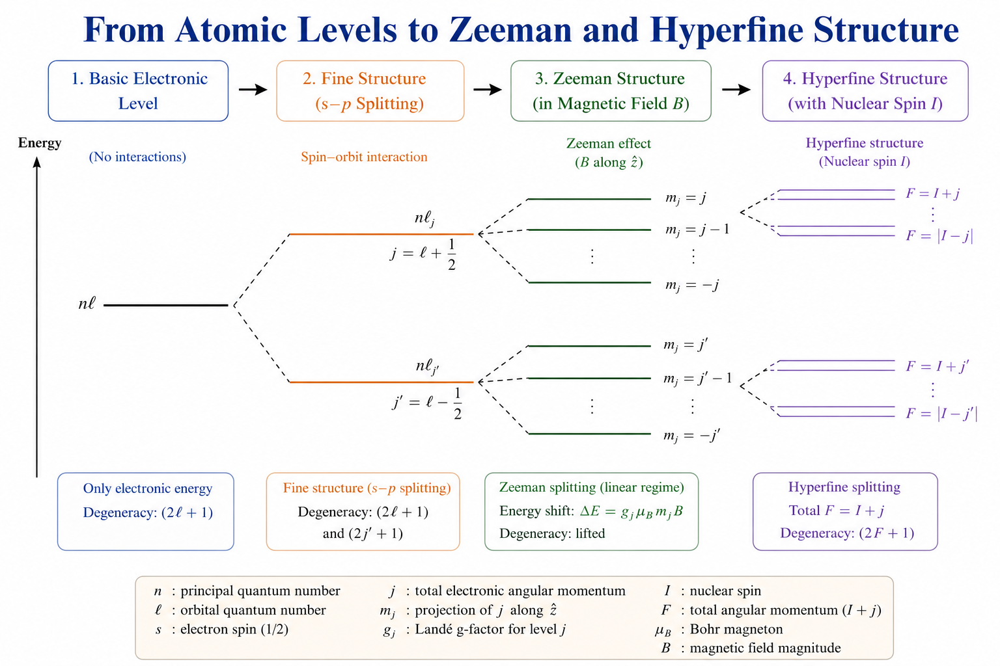 From Atomic Levels to Zeeman and Hyperfine Structure
1. Basic Electronic
Level
2. Fine Structure
(s−p Splitting)
3. Zeeman Structure
(in Magnetic Field B)
4. Hyperfine Structure
(with Nuclear Spin I)
Energy
(No interactions)
Spin−orbit interaction
Zeeman effect
(B along ẑ)
Hyperfine structure
(Nuclear spin I)
nℓ
nℓ_j
j = ℓ + 1/2
nℓ_j′
j′ = ℓ − 1/2
m_j = j
m_j = j − 1
⋮ ⋮
m_j = −j
m_j = j′
m_j = j′ − 1
⋮ ⋮
m_j = −j′
F = I + j
⋮
F = |I − j|
F = I + j′
⋮
F = |I − j′|
Only electronic energy
Degeneracy: (2ℓ + 1)
Fine structure (s−p splitting)
Degeneracy: (2ℓ + 1)
and (2j′ + 1)
Zeeman splitting (linear regime)
Energy shift: ΔE = g_j μ_B m_j B
Degeneracy: lifted
Hyperfine splitting
Total F = I + j
Degeneracy: (2F + 1)
n : principal quantum number
ℓ : orbital quantum number
s : electron spin (1/2)
j : total electronic angular momentum
m_j : projection of j along ẑ
g_j : Landé g-factor for level j
I : nuclear spin
F : total angular momentum (I + j)
μ_B : Bohr magneton
B : magnetic field magnitude